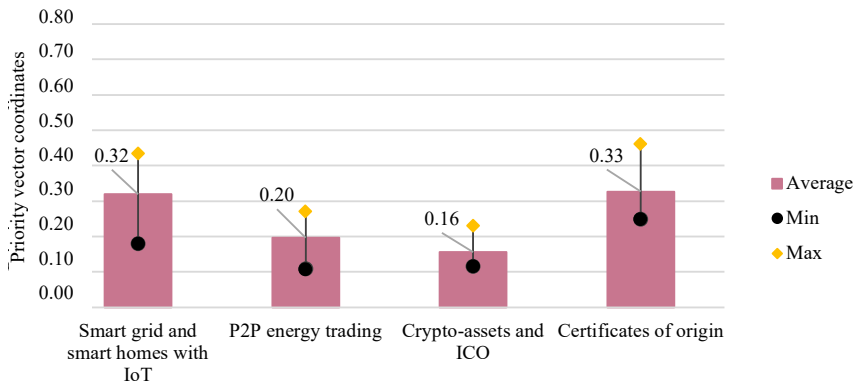 0.80
0.70
0.60
0.50
0.40
0.30
0.20
0.10
0.00
Priority vector coordinates
0.32
0.20
0.16
0.33
Smart grid and
smart homes with
IoT
P2P energy trading
Crypto-assets and
ICO
Certificates of origin
Average
Min
Max